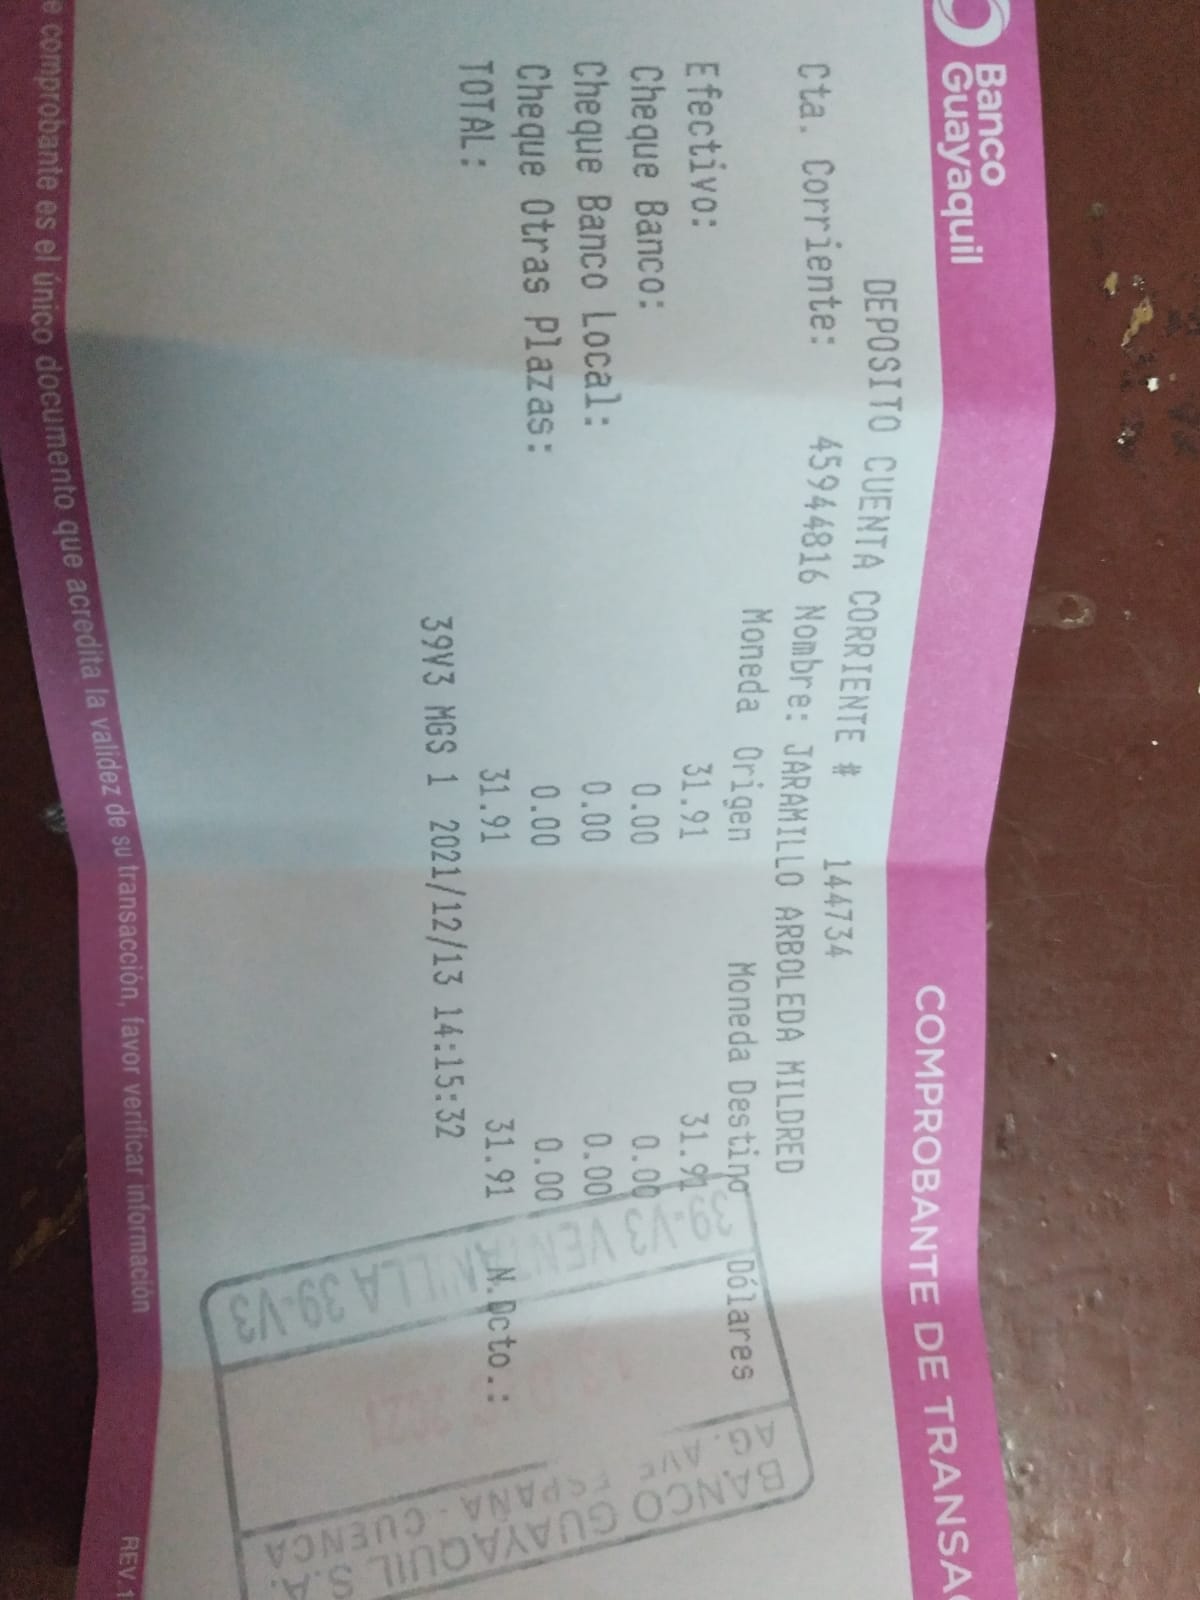 Banco
Guayaquil
COMPROBANTE DE
DEPOSITO CUENTA CORRIENTE # 144734
Cta. Corriente: 45944816 Nombre: JARAMILLO ARBOLEDA MILDRED
Moneda Origen Moneda Destino Dólares
Efectivo: 31.91 31.91
Cheque Banco: 0.00 0.00
Cheque Banco Local: 0.00 0.00
Cheque Otras Plazas: 0.00 0.00
TOTAL: 31.91 31.91 N.Dcto.:
39V3 MGS 1 2021/12/13 14:15:32
BANCO GUAYAQUIL S.A.
AG. AVE ESPAÑA - CUENCA
39-V3 VENTANILLA 39-V3
comprobante es el único documento que acredita la validez de su transacción, favor verificar información
REV.